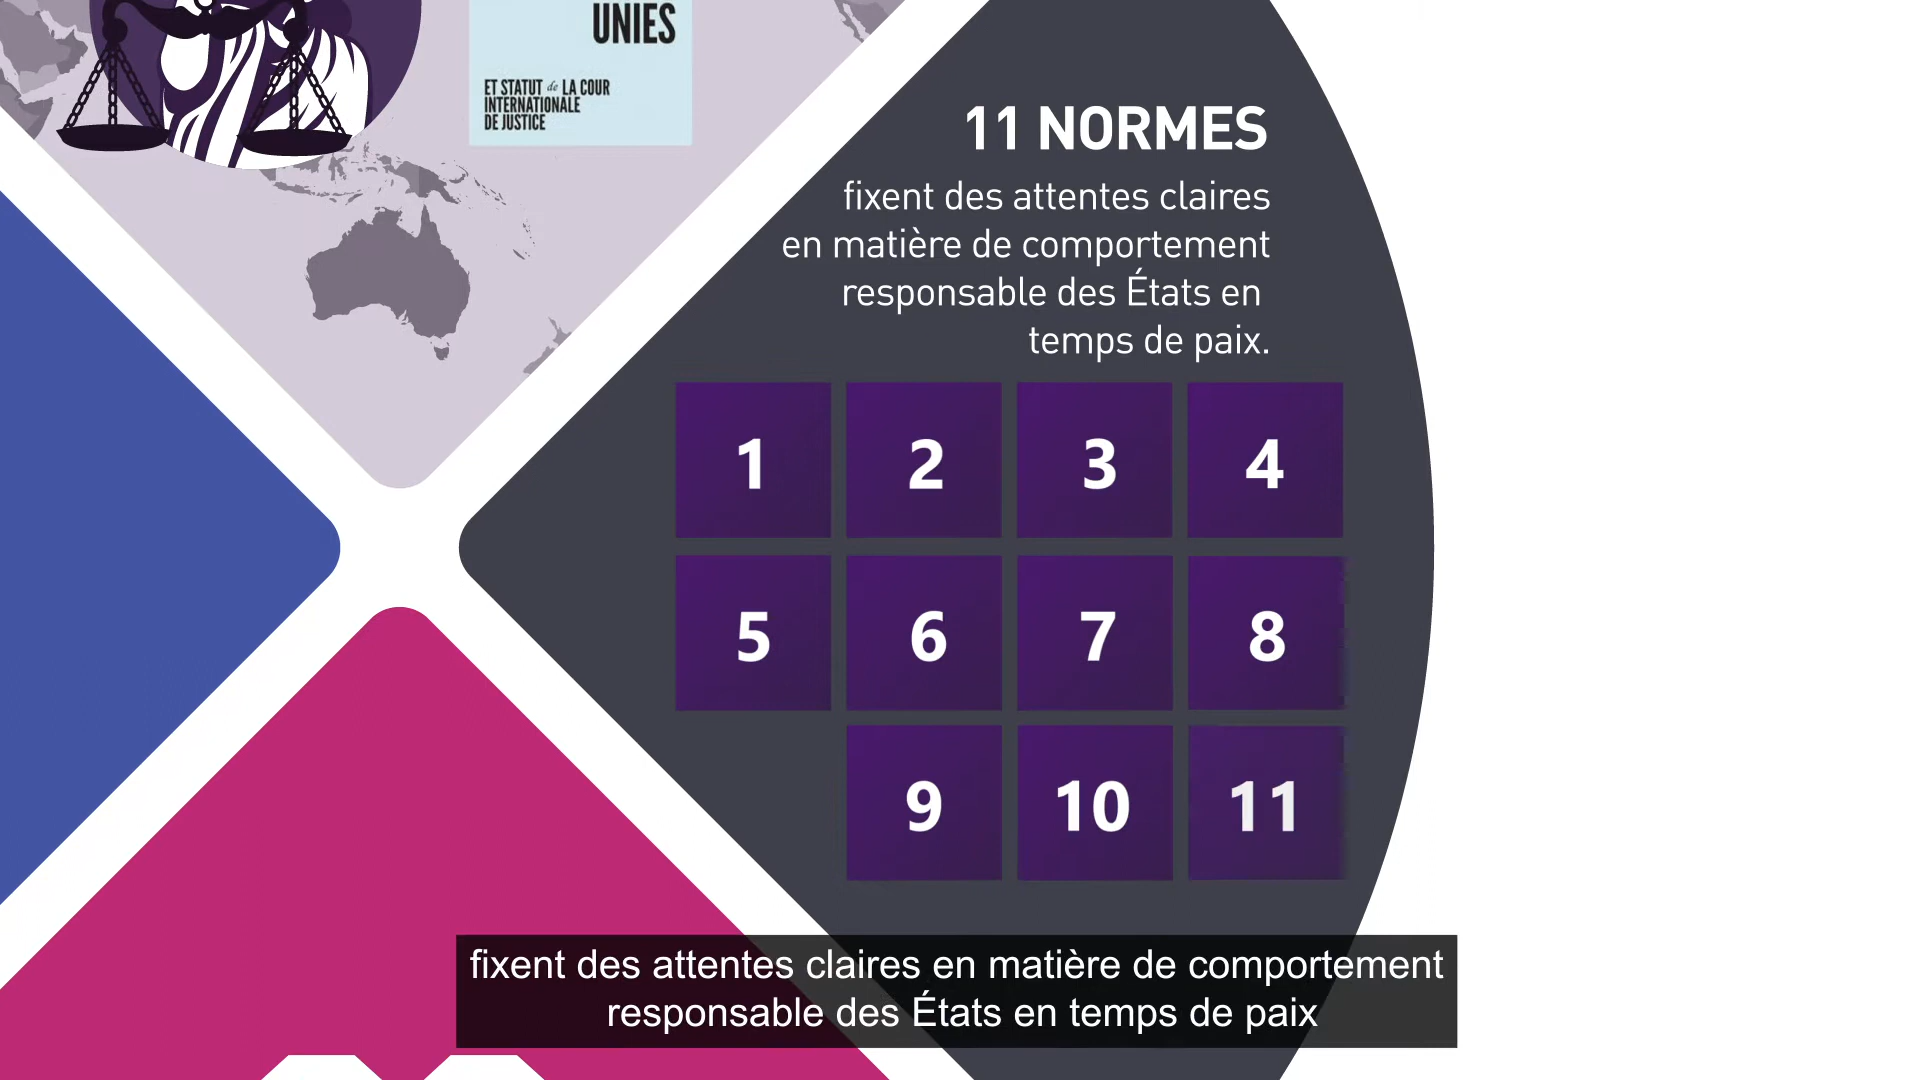 UNIES
ET STATUT de LA COUR
INTERNATIONALE
DE JUSTICE
11 NORMES
fixent des attentes claires
en matière de comportement
responsable des États en
temps de paix.
1 2 3 4
5 6 7 8
9 10 11
fixent des attentes claires en matière de comportement
responsable des États en temps de paix